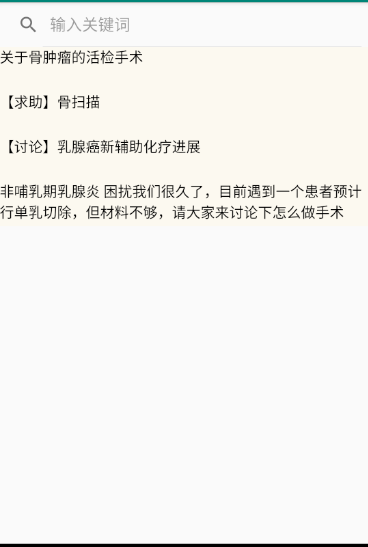 输入关键词
关于骨肿瘤的活检手术
【求助】骨扫描
【讨论】乳腺癌新辅助化疗进展
非哺乳期乳腺炎 困扰我们很久了，目前遇到一个患者预计
行单乳切除，但材料不够，请大家来讨论下怎么做手术